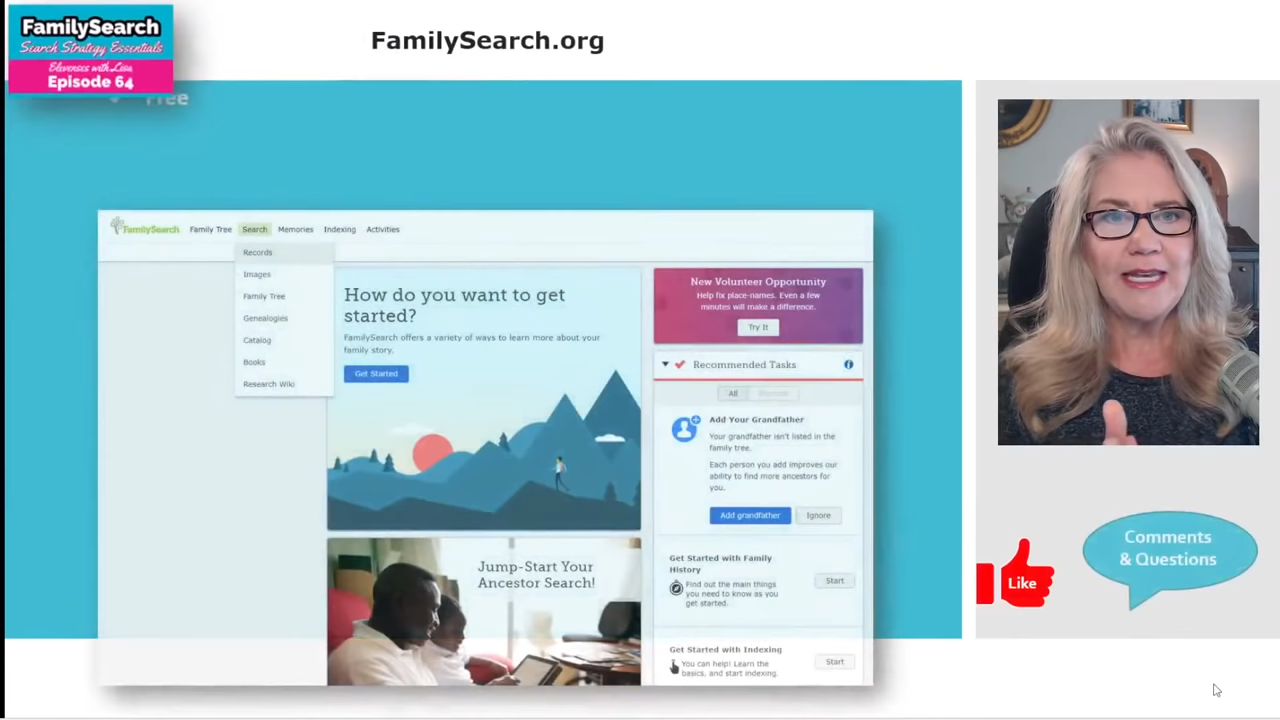 FamilySearch
Search Strategy Essentials
Elevenses with Lisa
Episode 64
FamilySearch.org
Free
FamilySearch
Family Tree
Search
Memories
Indexing
Activities
Records
Images
Family Tree
Genealogies
Catalog
Books
Research Wiki
How do you want to get
started?
FamilySearch offers a variety of ways to learn more about your
family story.
Get Started
Jump-Start Your
Ancestor Search!
New Volunteer Opportunity
Help fix place-names. Even a few
minutes will make a difference.
Try It
Recommended Tasks
All
Add Your Grandfather
Your grandfather isn't listed in the
family tree.
Each person you add improves our
ability to find more ancestors for
you.
Add grandfather
Ignore
Get Started with Family
History
Find out the main things
you need to know as you
get started.
Start
Get Started with Indexing
You can help! Learn the
basics, and start indexing.
Start
Like
Comments
& Questions